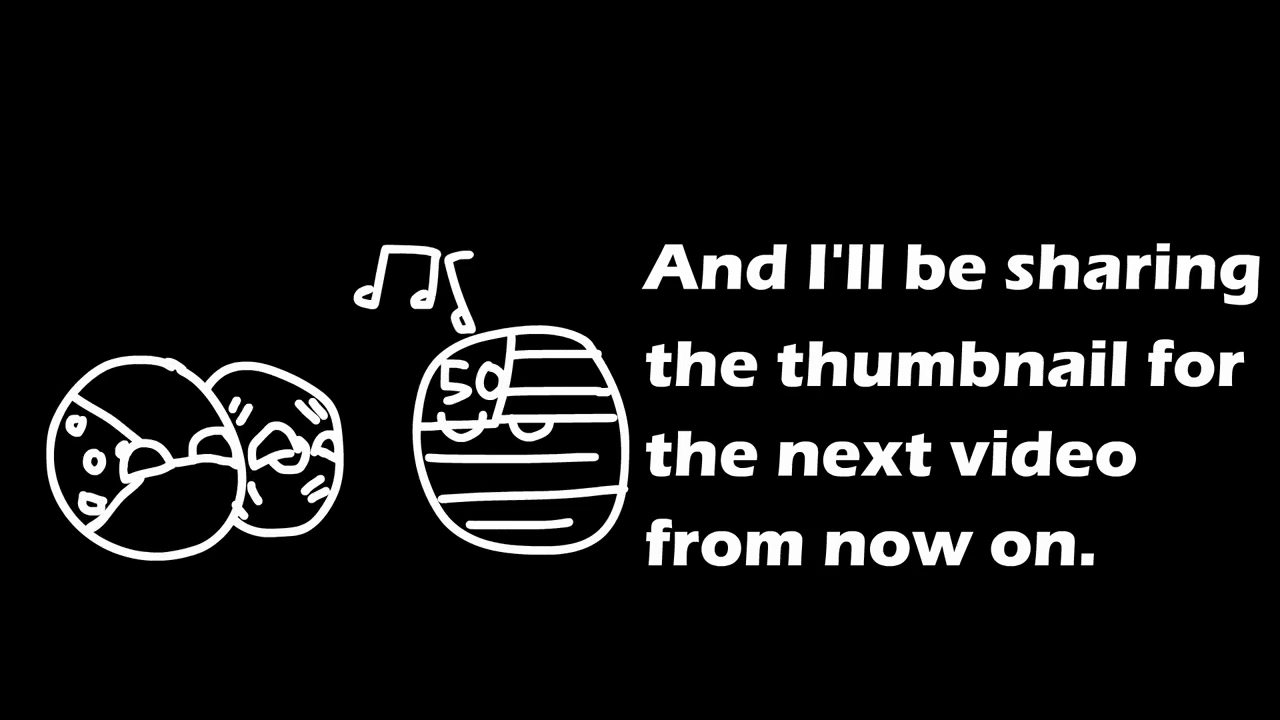 50
And I'll be sharing
the thumbnail for
the next video
from now on.